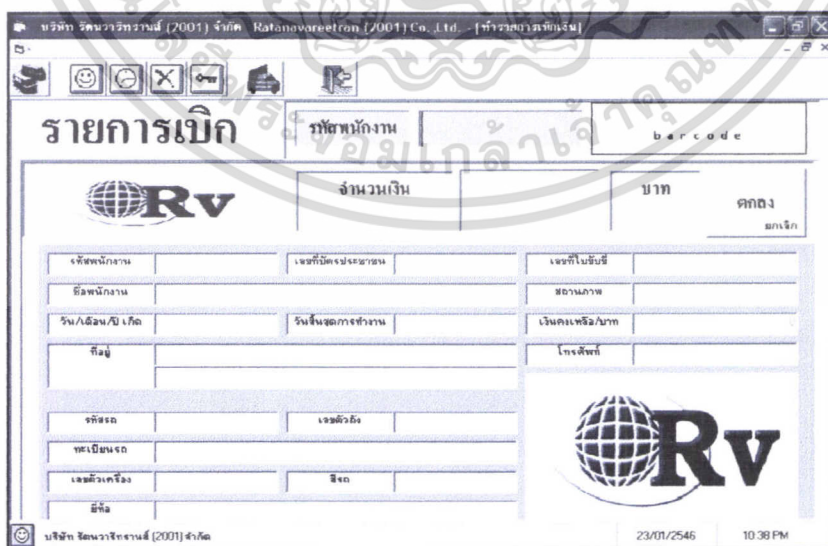 บริษัท รัตนวารีทรานส์ (2001) จำกัด Ratanavareetran (2001) Co.,Ltd. - [ทำรายการเบิกเงิน]
รายการเบิก รหัสพนักงาน barcode
Rv จำนวนเงิน บาท ตกลง
ยกเลิก
รหัสพนักงาน เลขที่บัตรประชาชน เลขที่ใบขับขี่
ชื่อพนักงาน สถานภาพ
วัน/เดือน/ปี เกิด วันสิ้นสุดการทำงาน เงินคงเหลือ/บาท
ที่อยู่ โทรศัพท์
รหัสรถ เลขตัวถัง
ทะเบียนรถ Rv
เลขตัวเครื่อง สีรถ
ยี่ห้อ
บริษัท รัตนวารีทรานส์ (2001) จำกัด 23/01/2546 10:38 PM